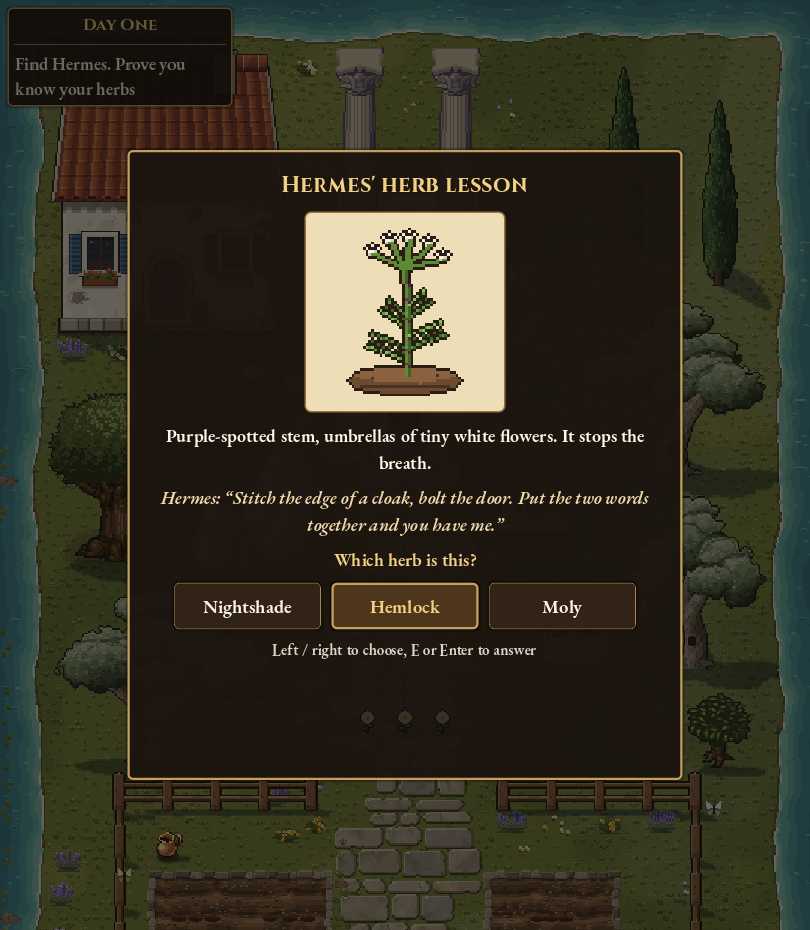 Day One
Find Hermes. Prove you
know your herbs
Hermes' herb lesson
Purple-spotted stem, umbrellas of tiny white flowers. It stops the
breath.
Hermes: “Stitch the edge of a cloak, bolt the door. Put the two words
together and you have me.”
Which herb is this?
Nightshade
Hemlock
Moly
Left / right to choose, E or Enter to answer